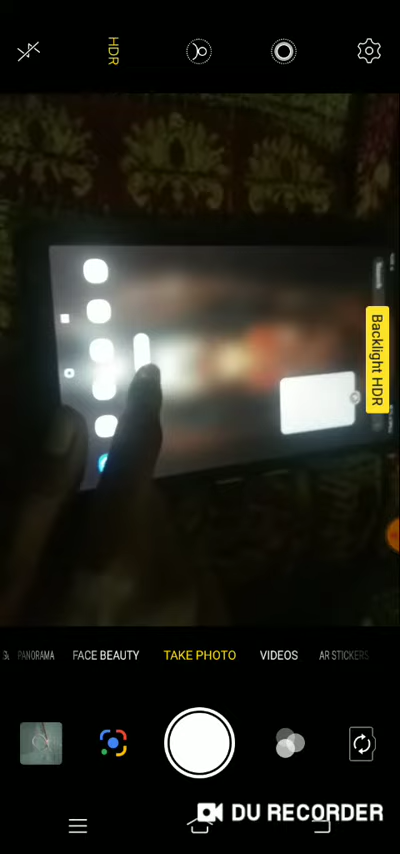 HDR
Backlight HDR
PANORAMA
FACE BEAUTY
TAKE PHOTO
VIDEOS
AR STICKERS
DU RECORDER